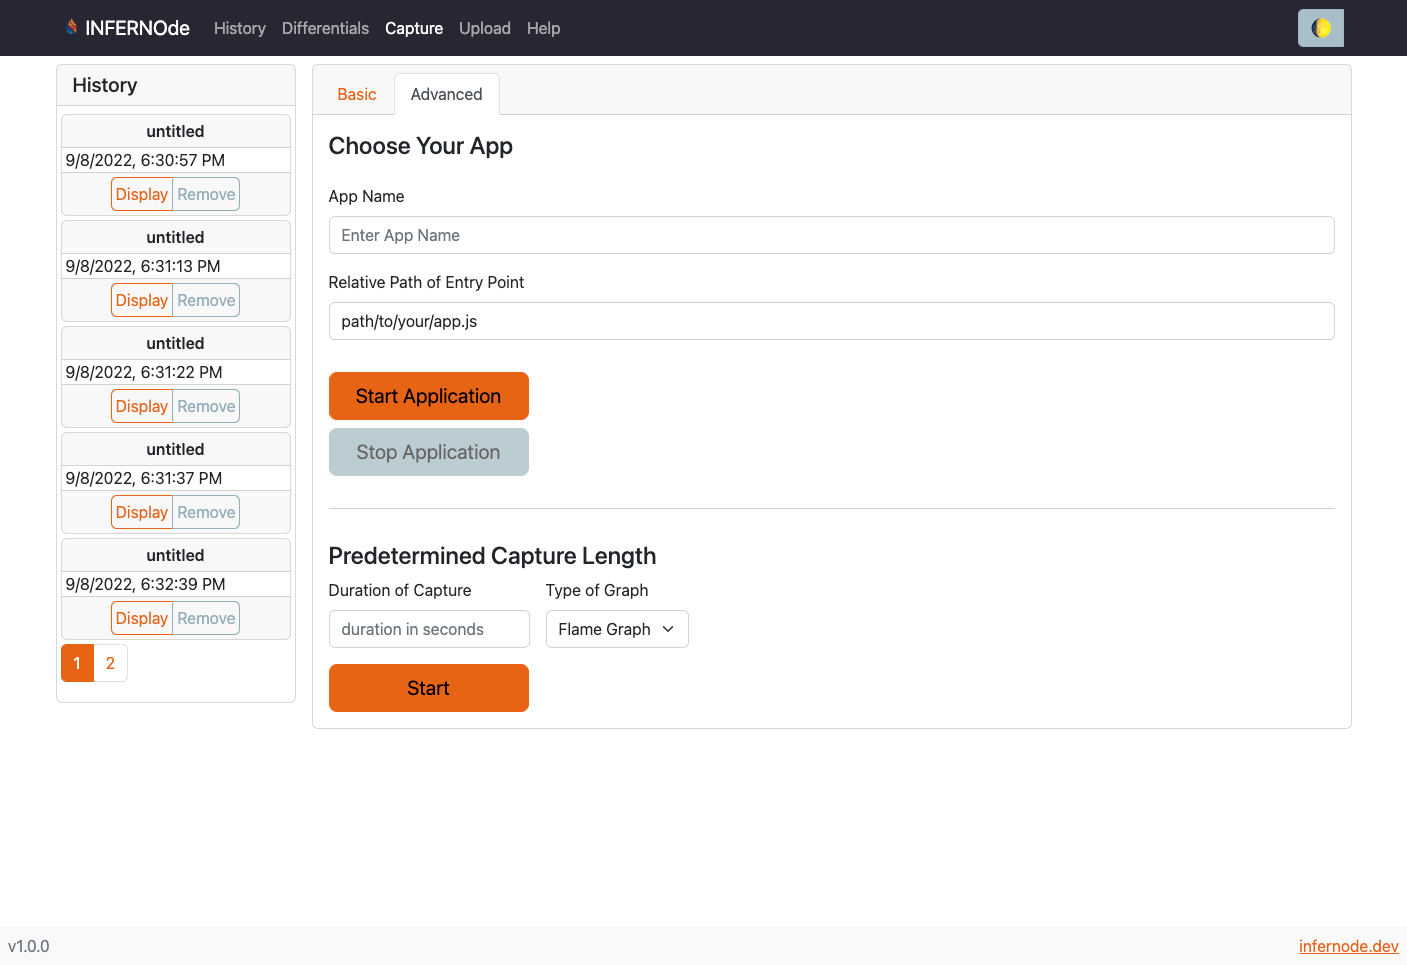 INFERNOde History Differentials Capture Upload Help
History
untitled
9/8/2022, 6:30:57 PM
Display Remove
untitled
9/8/2022, 6:31:13 PM
Display Remove
untitled
9/8/2022, 6:31:22 PM
Display Remove
untitled
9/8/2022, 6:31:37 PM
Display Remove
untitled
9/8/2022, 6:32:39 PM
Display Remove
1 2
Basic Advanced
Choose Your App
App Name
Enter App Name
Relative Path of Entry Point
path/to/your/app.js
Start Application
Stop Application
Predetermined Capture Length
Duration of Capture Type of Graph
duration in seconds Flame Graph
Start
v1.0.0 infernode.dev